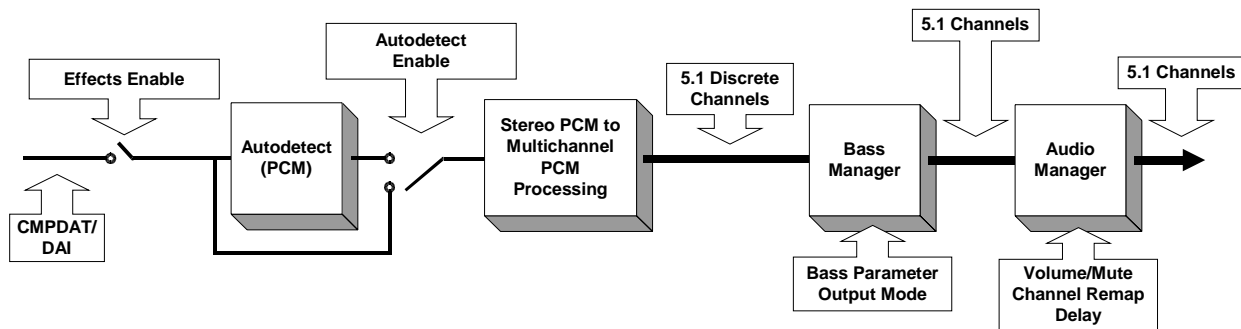 Effects Enable
Autodetect
Enable
5.1 Discrete
Channels
5.1 Channels
5.1 Channels
Autodetect
(PCM)
Stereo PCM to
Multichannel
PCM
Processing
Bass
Manager
Audio
Manager
CMPDAT/
DAI
Bass Parameter
Output Mode
Volume/Mute
Channel Remap
Delay